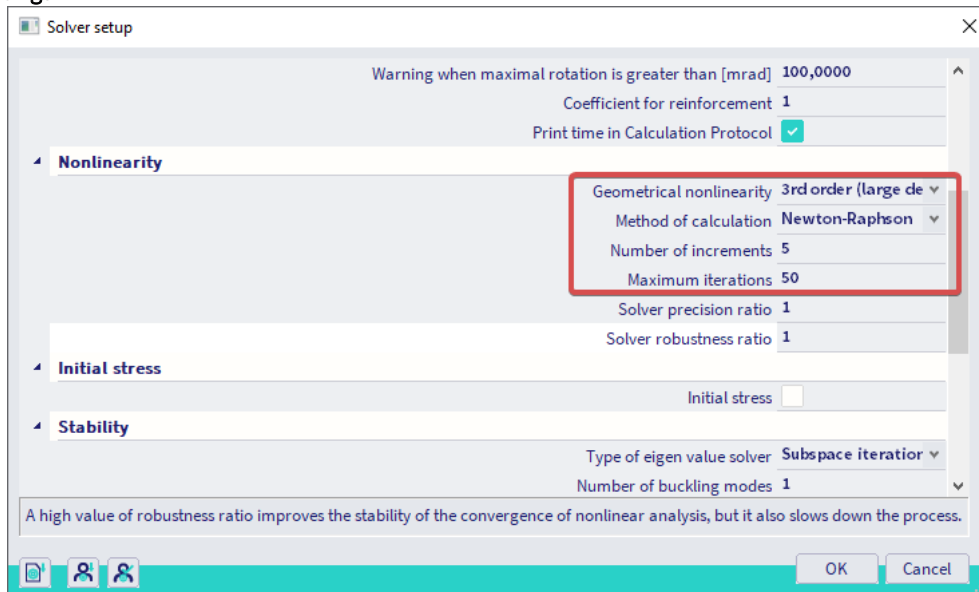 Solver setup
Warning when maximal rotation is greater than [mrad] 100,0000
Coefficient for reinforcement 1
Print time in Calculation Protocol
Nonlinearity
Geometrical nonlinearity 3rd order (large de
Method of calculation Newton-Raphson
Number of increments 5
Maximum iterations 50
Solver precision ratio 1
Solver robustness ratio 1
Initial stress
Initial stress
Stability
Type of eigen value solver Subspace iteration
Number of buckling modes 1
A high value of robustness ratio improves the stability of the convergence of nonlinear analysis, but it also slows down the process.
OK Cancel